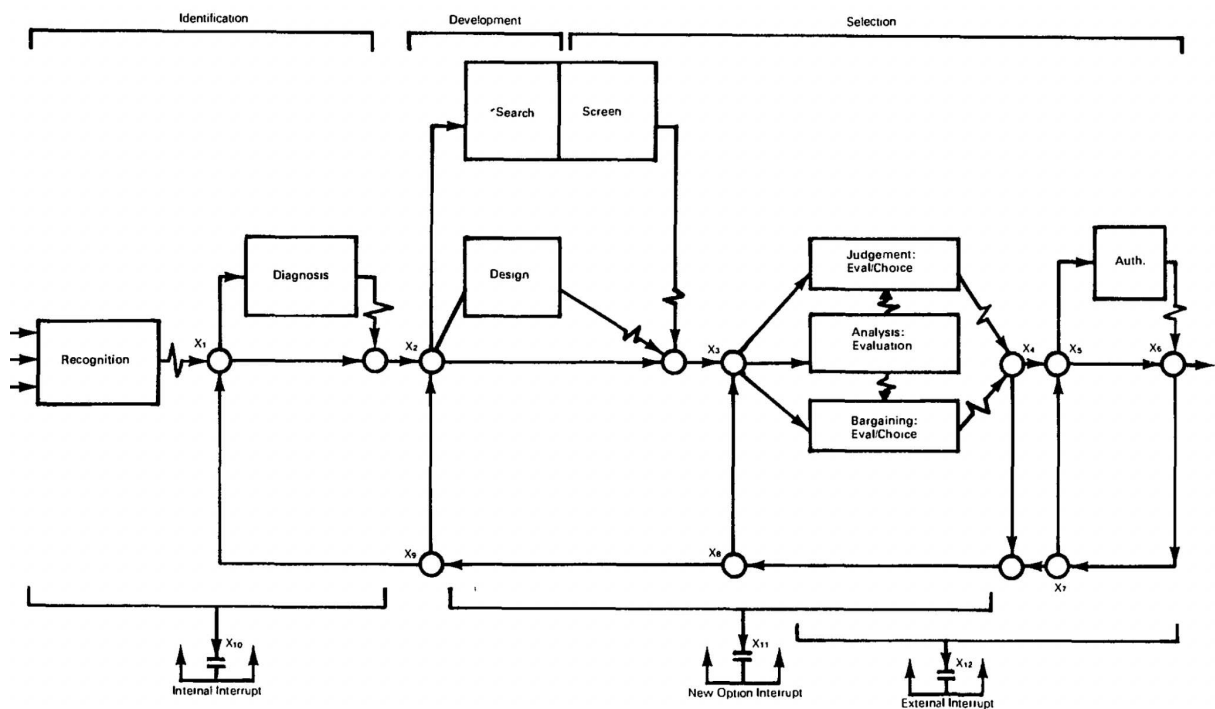 Identification
Development
Selection
Search
Screen
Diagnosis
Design
Judgement:
Eval/Choice
Auth.
Recognition
X1
X2
X3
Analysis:
Evaluation
X4
X5
X6
Bargaining:
Eval/Choice
X9
X8
X7
X10
Internal Interrupt
X11
New Option Interrupt
X12
External Interrupt